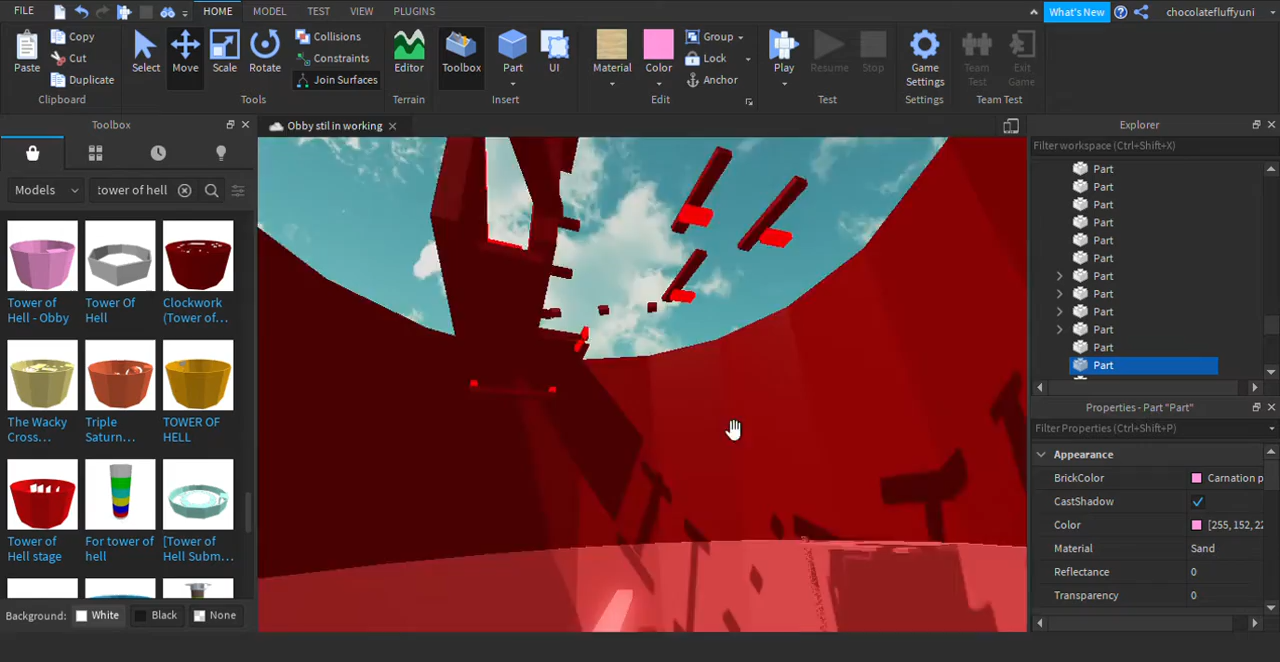 FILE HOME MODEL TEST VIEW PLUGINS What's New chocolatefluffyuni
Paste Copy Cut Duplicate
Clipboard
Select Move Scale Rotate Collisions Constraints Join Surfaces
Tools
Editor
Terrain
Toolbox Part UI
Insert
Material Color Group Lock Anchor
Edit
Play Resume Stop
Test
Game Settings
Settings
Team Test Exit Game
Team Test
Toolbox
Models tower of hell
Tower of Hell - Obby
Tower Of Hell
Clockwork (Tower of...
The Wacky Cross...
Triple Saturn...
TOWER OF HELL
Tower of Hell stage
For tower of hell
[Tower of Hell Subm...
Background: White Black None
Obby stil in working
Explorer
Filter workspace (Ctrl+Shift+X)
Part
Part
Part
Part
Part
Part
Part
Part
Part
Part
Part
Part
Properties - Part "Part"
Filter Properties (Ctrl+Shift+P)
Appearance
BrickColor Carnation p
CastShadow
Color [255, 152, 22
Material Sand
Reflectance 0
Transparency 0